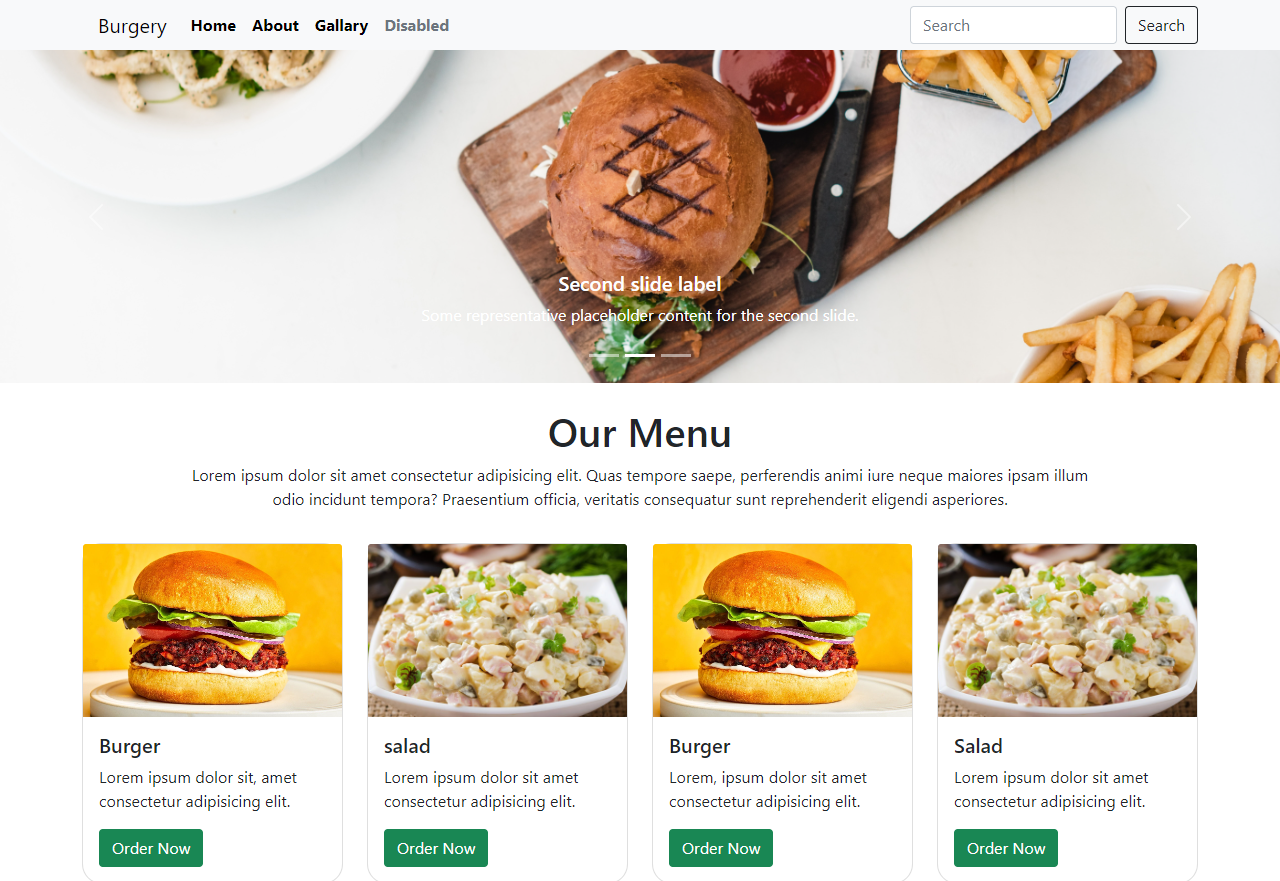 Burgery Home About Gallary Disabled Search Search
Second slide label
Some representative placeholder content for the second slide.
Our Menu
Lorem ipsum dolor sit amet consectetur adipisicing elit. Quas tempore saepe, perferendis animi iure neque maiores ipsam illum
odio incidunt tempora? Praesentium officia, veritatis consequatur sunt reprehenderit eligendi asperiores.
Burger
Lorem ipsum dolor sit, amet
consectetur adipisicing elit.
Order Now
salad
Lorem ipsum dolor sit amet
consectetur adipisicing elit.
Order Now
Burger
Lorem, ipsum dolor sit amet
consectetur adipisicing elit.
Order Now
Salad
Lorem ipsum dolor sit amet
consectetur adipisicing elit.
Order Now